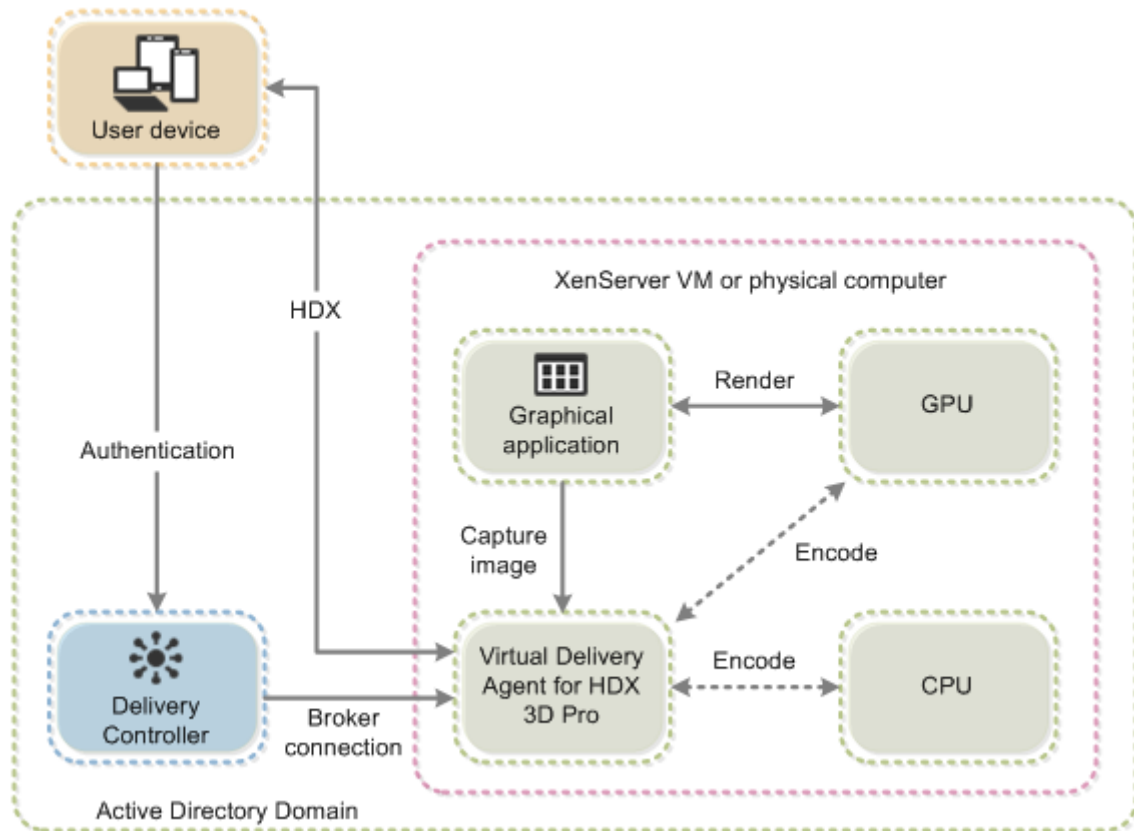 User device
XenServer VM or physical computer
HDX
Render
Graphical
application
GPU
Authentication
Capture
image
Encode
Virtual Delivery
Agent for HDX
3D Pro
Encode
CPU
Delivery
Controller
Broker
connection
Active Directory Domain